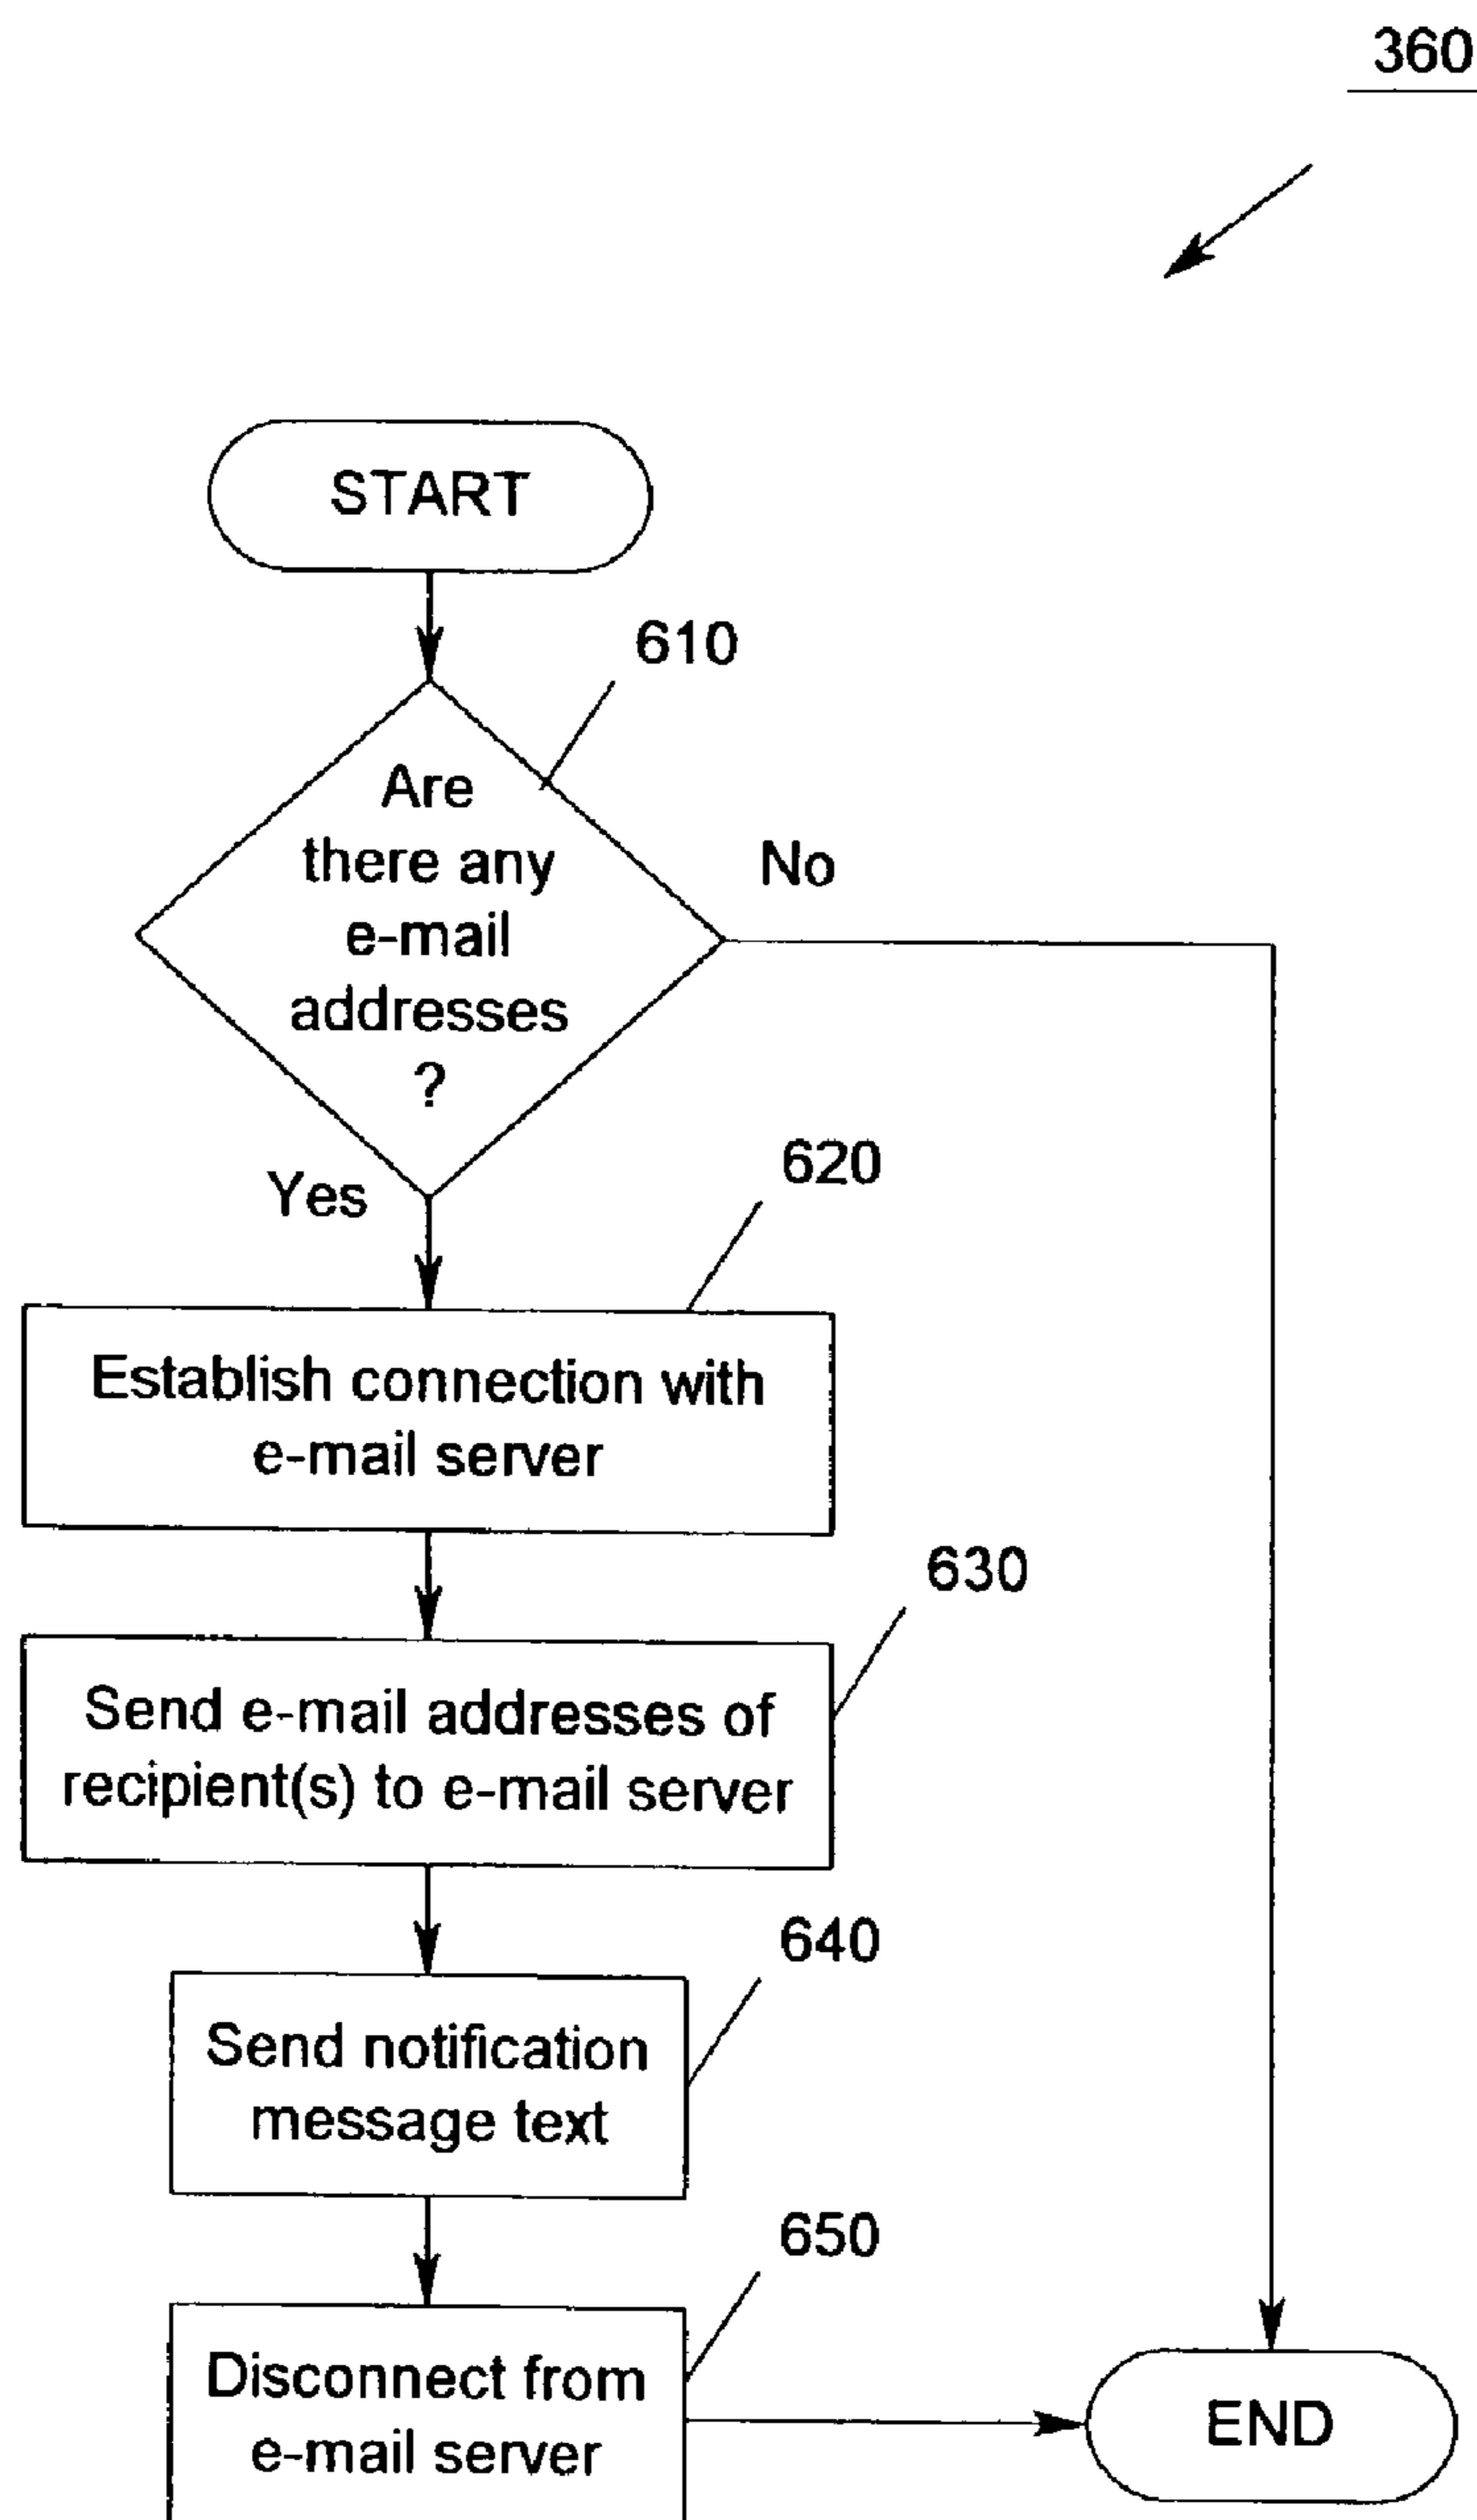 360
START
610
Are
there any
e-mail
addresses
?
No
Yes
620
Establish connection with
e-mail server
630
Send e-mail addresses of
recipient(s) to e-mail server
640
Send notification
message text
650
Disconnect from
e-mail server
END